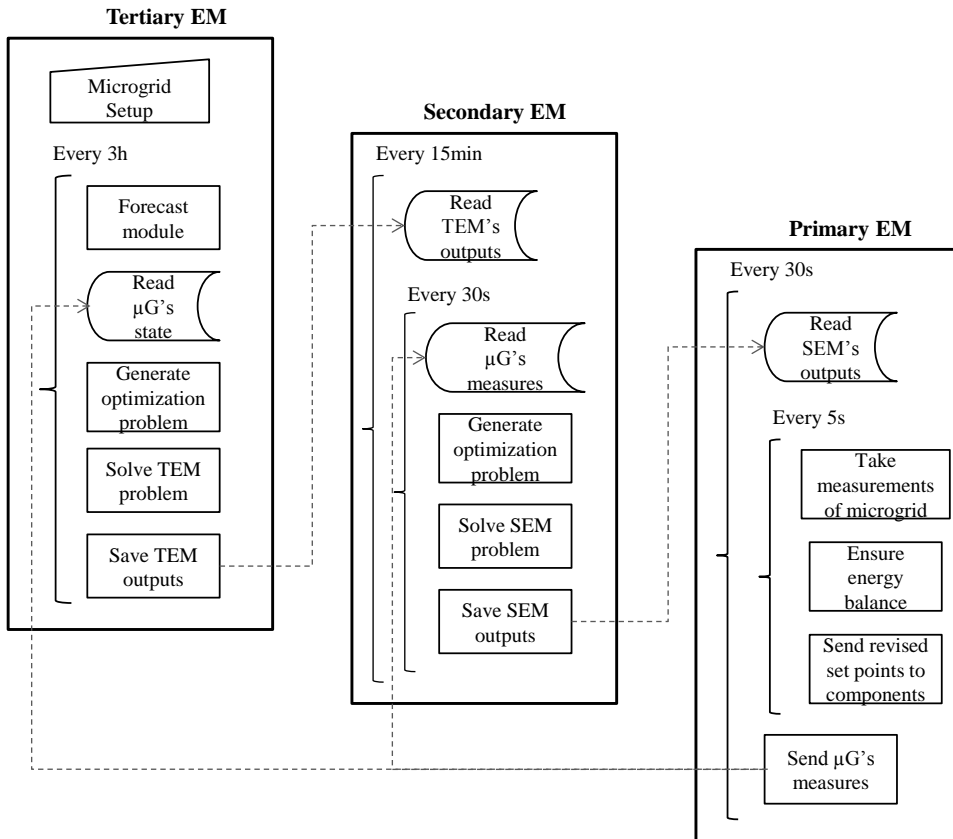 Tertiary EM
Microgrid
Setup
Every 3h
Forecast
module
Read
µG's
state
Generate
optimization
problem
Solve TEM
problem
Save TEM
outputs
Secondary EM
Every 15min
Read
TEM's
outputs
Every 30s
Read
µG's
measures
Generate
optimization
problem
Solve SEM
problem
Save SEM
outputs
Primary EM
Every 30s
Read
SEM's
outputs
Every 5s
Take
measurements
of microgrid
Ensure
energy
balance
Send revised
set points to
components
Send µG's
measures